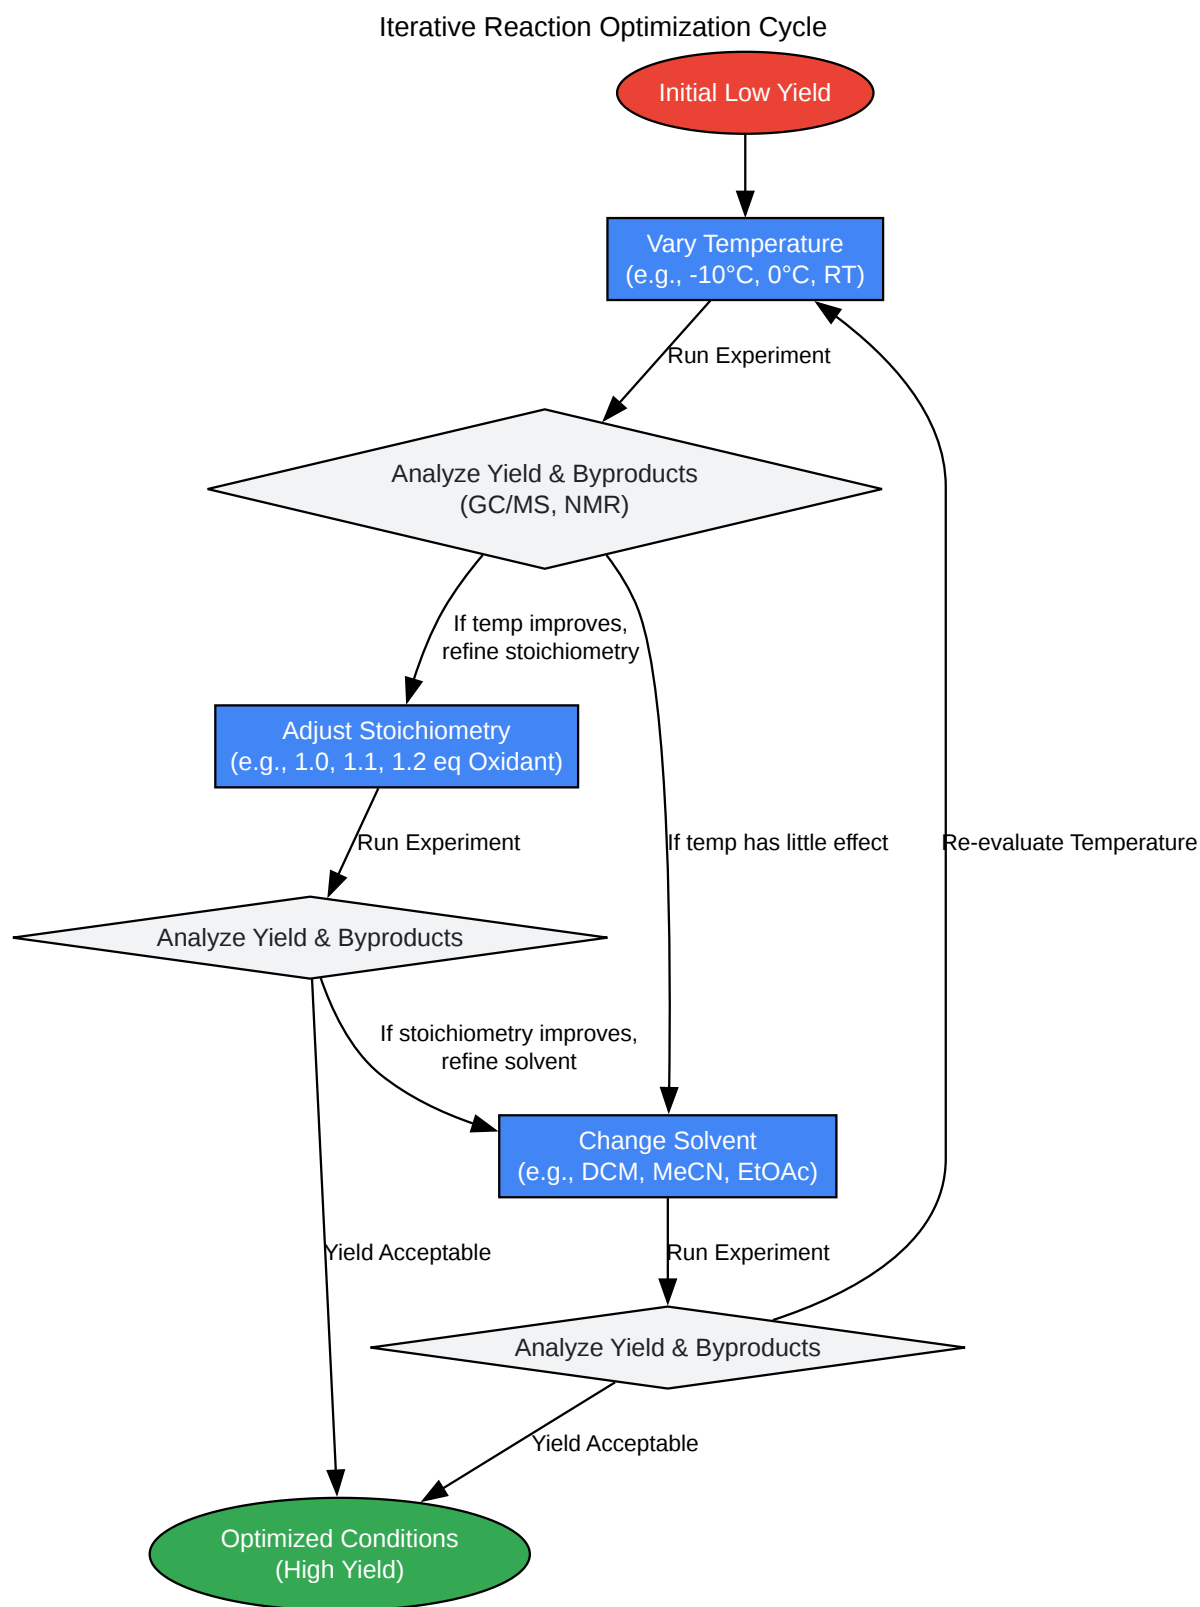 Iterative Reaction Optimization Cycle
Initial Low Yield
Vary Temperature
(e.g., -10°C, 0°C, RT)
Run Experiment
Analyze Yield & Byproducts
(GC/MS, NMR)
If temp improves,
refine stoichiometry
Adjust Stoichiometry
(e.g., 1.0, 1.1, 1.2 eq Oxidant)
Run Experiment
If temp has little effect
Re-evaluate Temperature
Analyze Yield & Byproducts
If stoichiometry improves,
refine solvent
Change Solvent
(e.g., DCM, MeCN, EtOAc)
Yield Acceptable
Run Experiment
Analyze Yield & Byproducts
Yield Acceptable
Optimized Conditions
(High Yield)